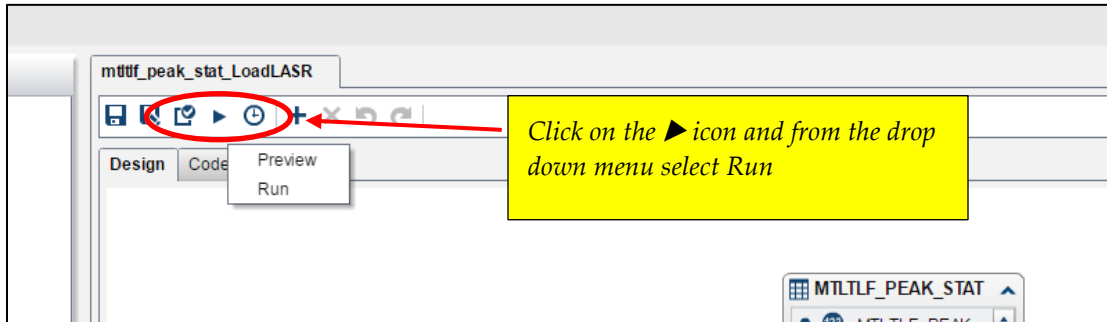 mtltlf_peak_stat_LoadLASR
Click on the ▶ icon and from the drop
down menu select Run
Design Code
Preview
Run
MTLTLF_PEAK_STAT